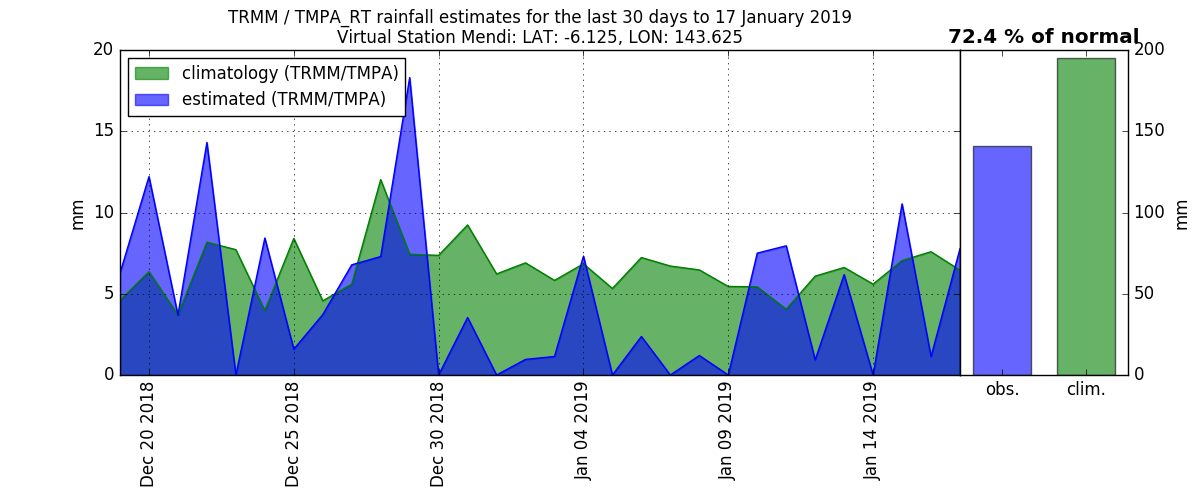 TRMM / TMPA_RT rainfall estimates for the last 30 days to 17 January 2019
Virtual Station Mendi: LAT: -6.125, LON: 143.625
72.4 % of normal
climatology (TRMM/TMPA)
estimated (TRMM/TMPA)
20
15
10
5
0
mm
Dec 20 2018
Dec 25 2018
Dec 30 2018
Jan 04 2019
Jan 09 2019
Jan 14 2019
200
150
100
50
0
mm
obs.
clim.